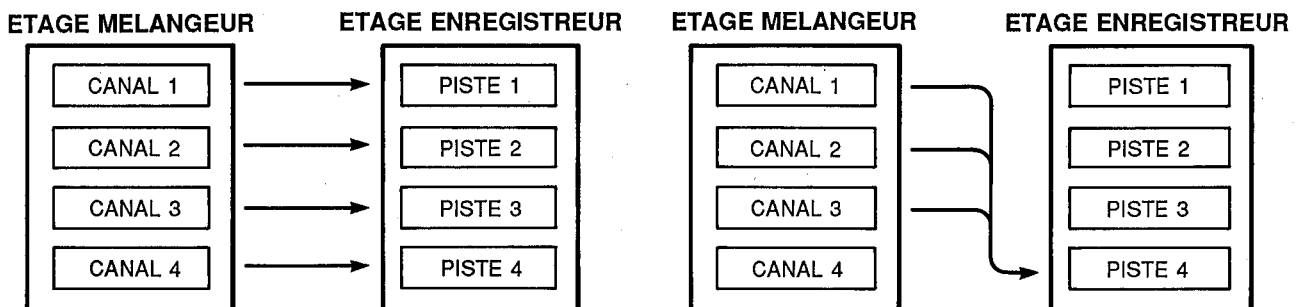 ETAGE MELANGEUR ETAGE ENREGISTREUR ETAGE MELANGEUR ETAGE ENREGISTREUR
CANAL 1 PISTE 1 CANAL 1 PISTE 1
CANAL 2 PISTE 2 CANAL 2 PISTE 2
CANAL 3 PISTE 3 CANAL 3 PISTE 3
CANAL 4 PISTE 4 CANAL 4 PISTE 4